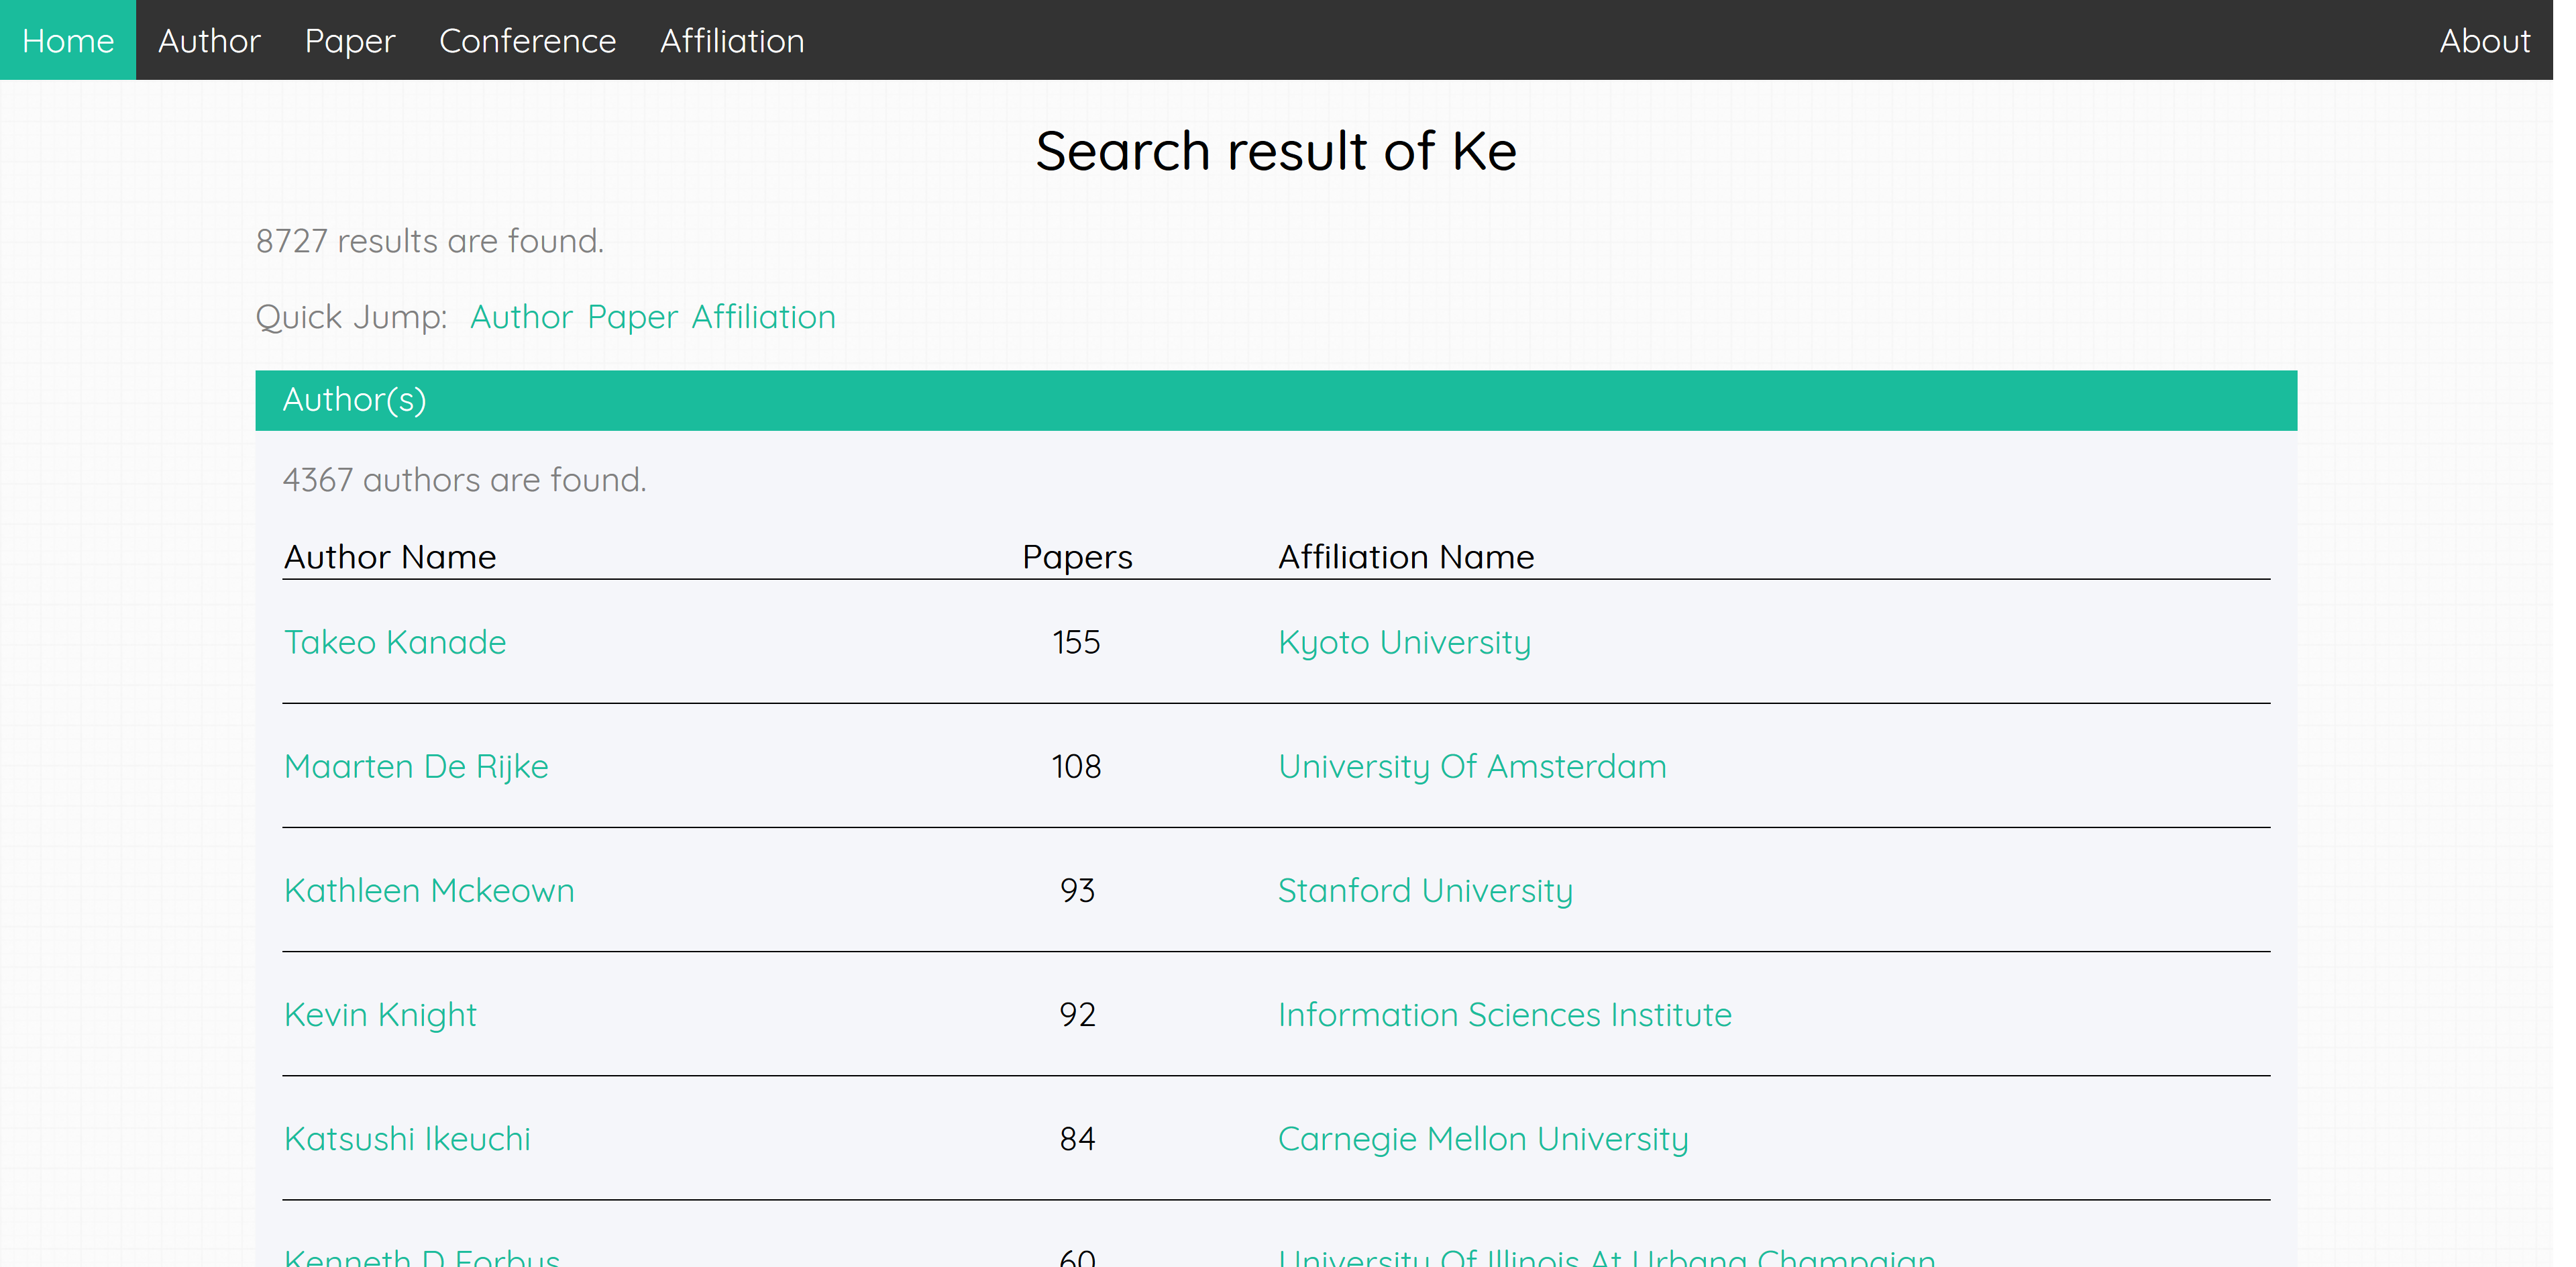 Home Author Paper Conference Affiliation About
Search result of Ke
8727 results are found.
Quick Jump: Author Paper Affiliation
Author(s)
4367 authors are found.
Author Name Papers Affiliation Name
Takeo Kanade 155 Kyoto University
Maarten De Rijke 108 University Of Amsterdam
Kathleen Mckeown 93 Stanford University
Kevin Knight 92 Information Sciences Institute
Katsushi Ikeuchi 84 Carnegie Mellon University
Kenneth D Forbus 60 University Of Illinois At Urbana Champaign